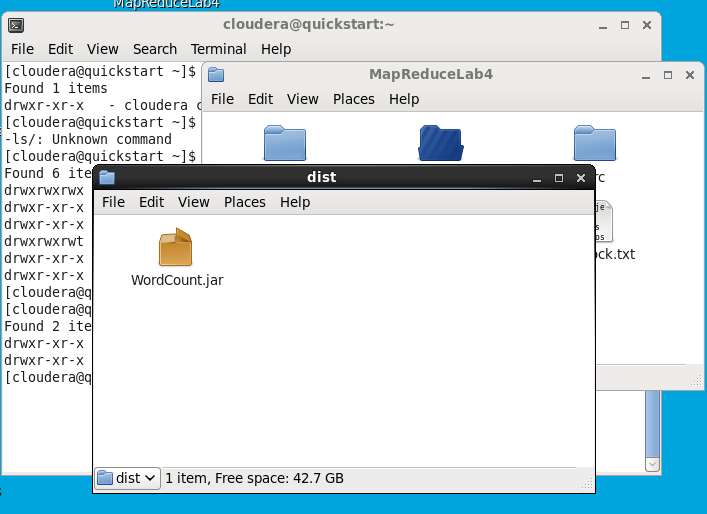 MapReduceLab4
cloudera@quickstart:~
File Edit View Search Terminal Help
[cloudera@quickstart ~]$
Found 1 items
drwxr-xr-x - cloudera
[cloudera@quickstart ~]$
-ls/: Unknown command
[cloudera@quickstart ~]$
Found 6 ite
drwxrwxrwx
drwxr-xr-x
drwxr-xr-x
drwxrwxrwt
drwxr-xr-x
drwxr-xr-x
[cloudera@q
[cloudera@q
Found 2 ite
drwxr-xr-x
drwxr-xr-x
[cloudera@q
MapReduceLab4
File Edit View Places Help
rc
ock.txt
dist
File Edit View Places Help
WordCount.jar
dist
1 item, Free space: 42.7 GB